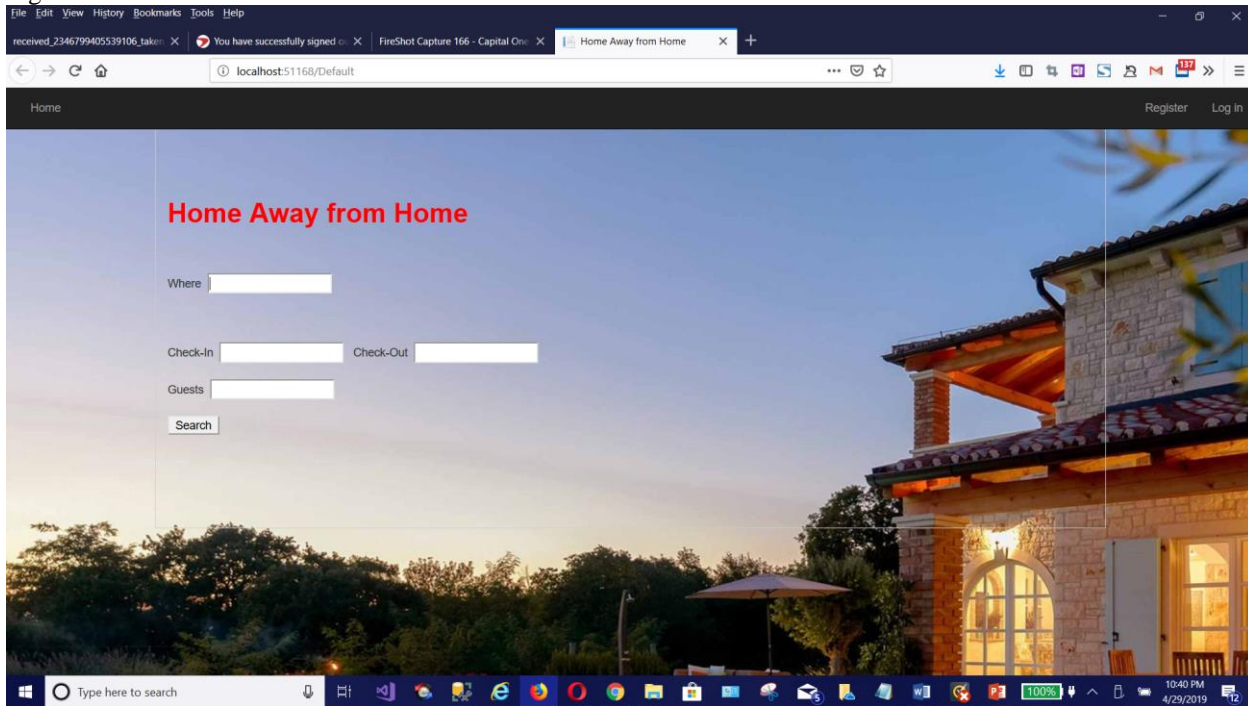 File Edit View History Bookmarks Tools Help
received_2346799405539106_taken You have successfully signed o FireShot Capture 166 - Capital One Home Away from Home
localhost:51168/Default
137
Home Register Log in
Home Away from Home
Where
Check-In Check-Out
Guests
Search
Type here to search 100% 10:40 PM
4/29/2019